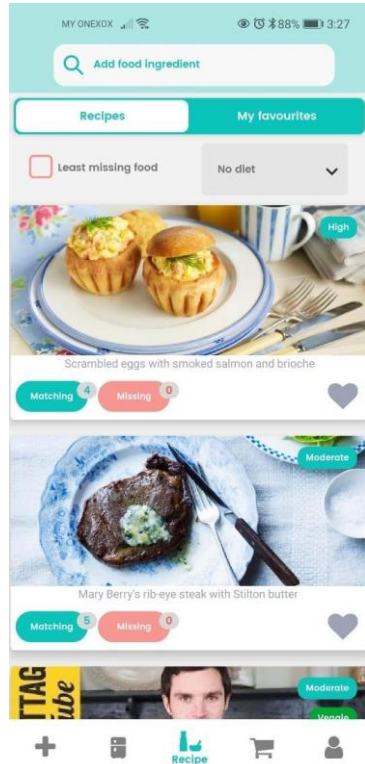 MY ONEXOX
88%
3:27
Add food ingredient
Recipes
My favourites
Least missing food
No diet
High
Scrambled eggs with smoked salmon and brioche
Matching 4
Missing 0
Moderate
Mary Berry's rib-eye steak with Stilton butter
Matching 5
Missing 0
TTAG
ube
Moderate
Veggie
Recipe